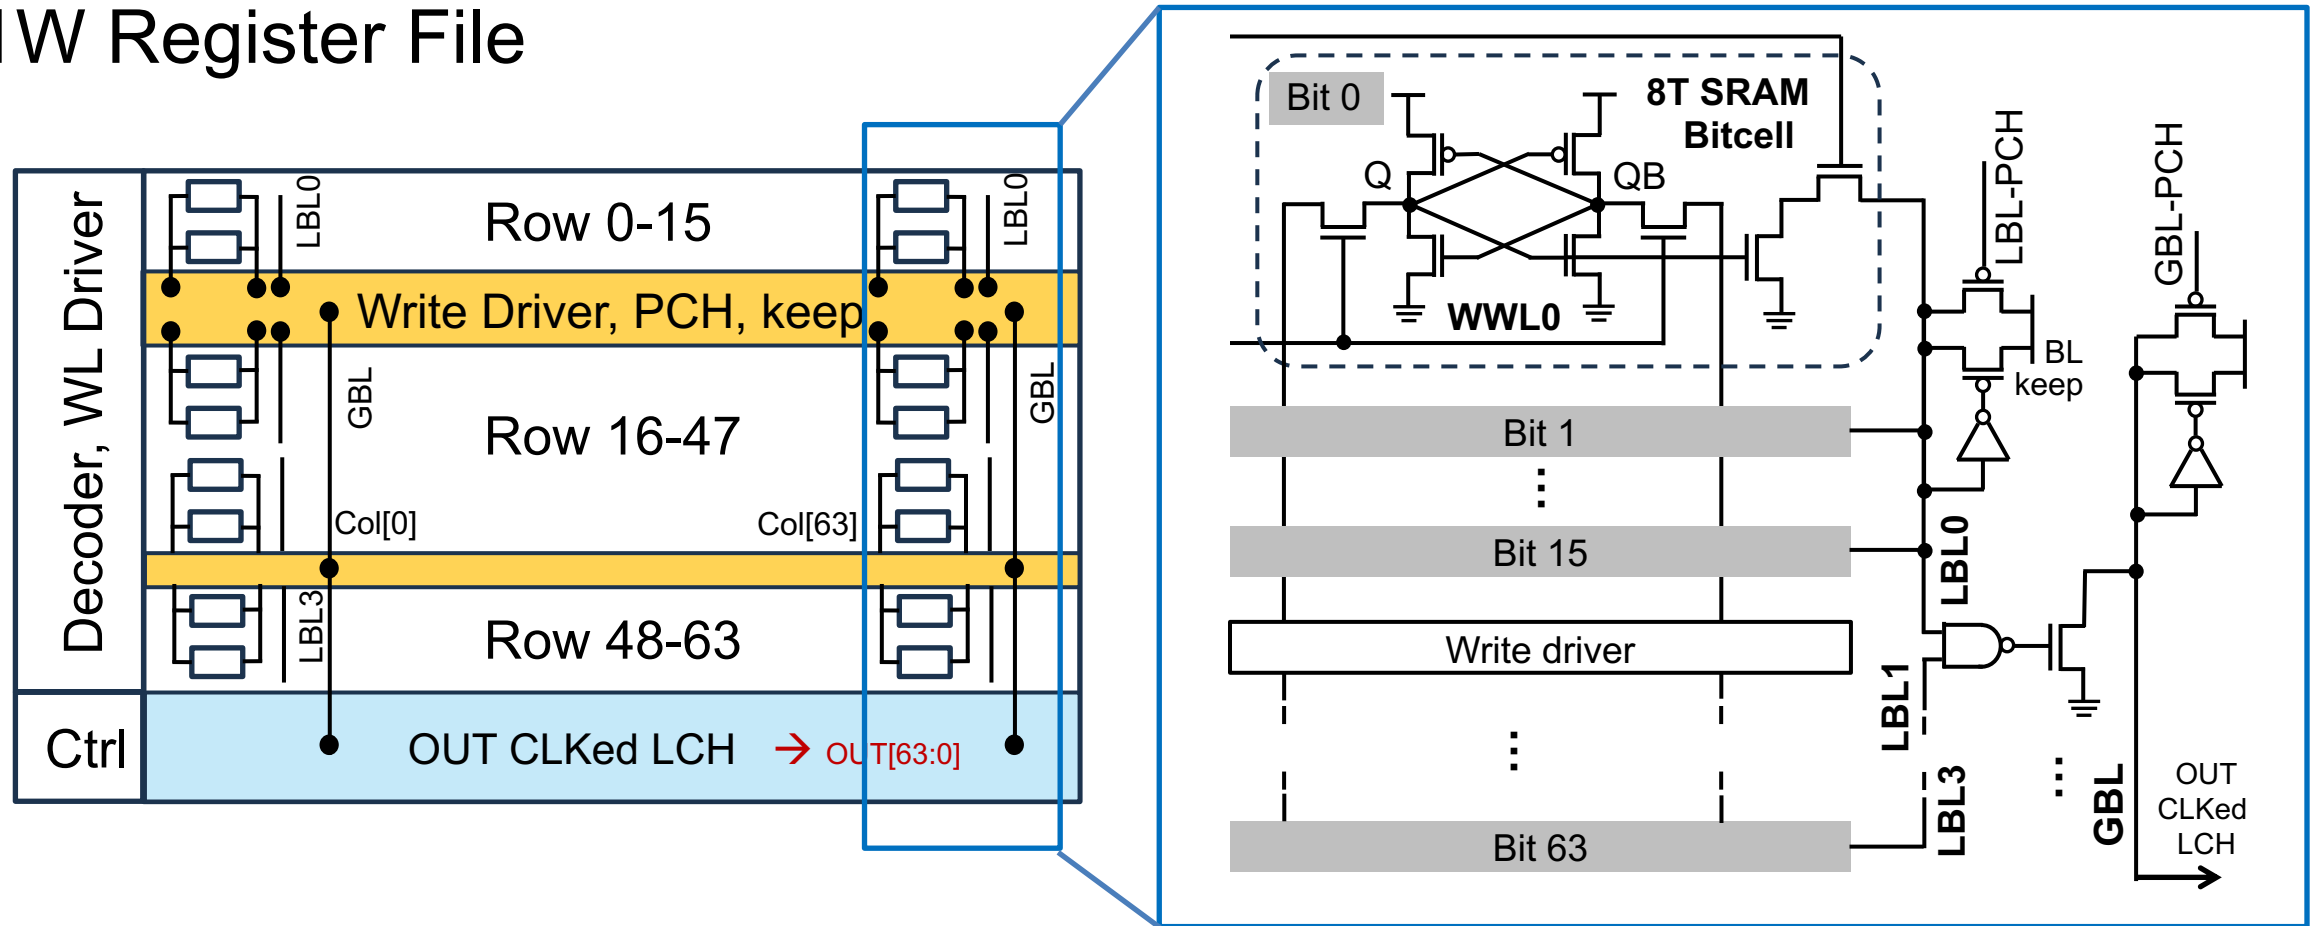 1W Register File
Decoder, WL Driver
LBL0
Row 0-15
LBL0
Write Driver, PCH, keep
GBL
GBL
Row 16-47
Col[0]
Col[63]
LBL3
Row 48-63
Ctrl
OUT CLKed LCH → OUT[63:0]
Bit 0
8T SRAM
Bitcell
Q
QB
WWL0
LBL-PCH
GBL-PCH
BL
keep
Bit 1
⋮
Bit 15
LBL0
Write driver
LBL1
⋮
⋮
LBL3
GBL
OUT
CLKed
LCH
Bit 63